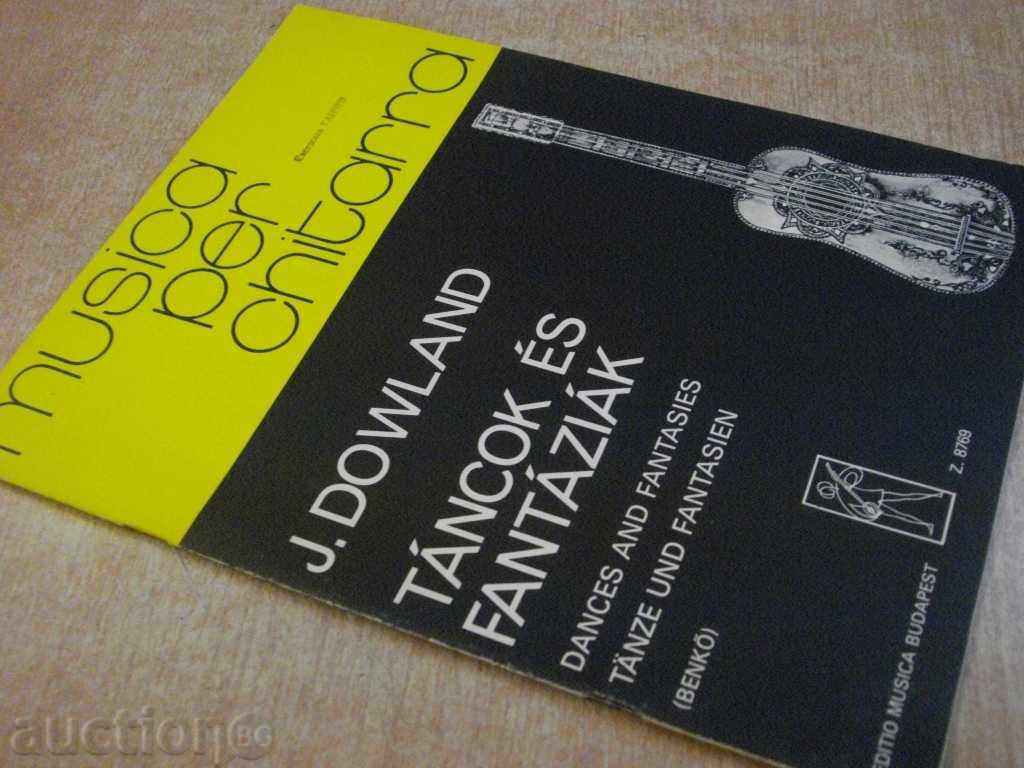 musica
per
chitarra
J. DOWLAND
TÁNCOK ÉS
FANTÁZIÁK
DANCES AND FANTASIES
TÄNZE UND FANTASIEN
(BENKÓ)
Z. 8769
EDITIO MUSICA BUDAPEST
auction.BG